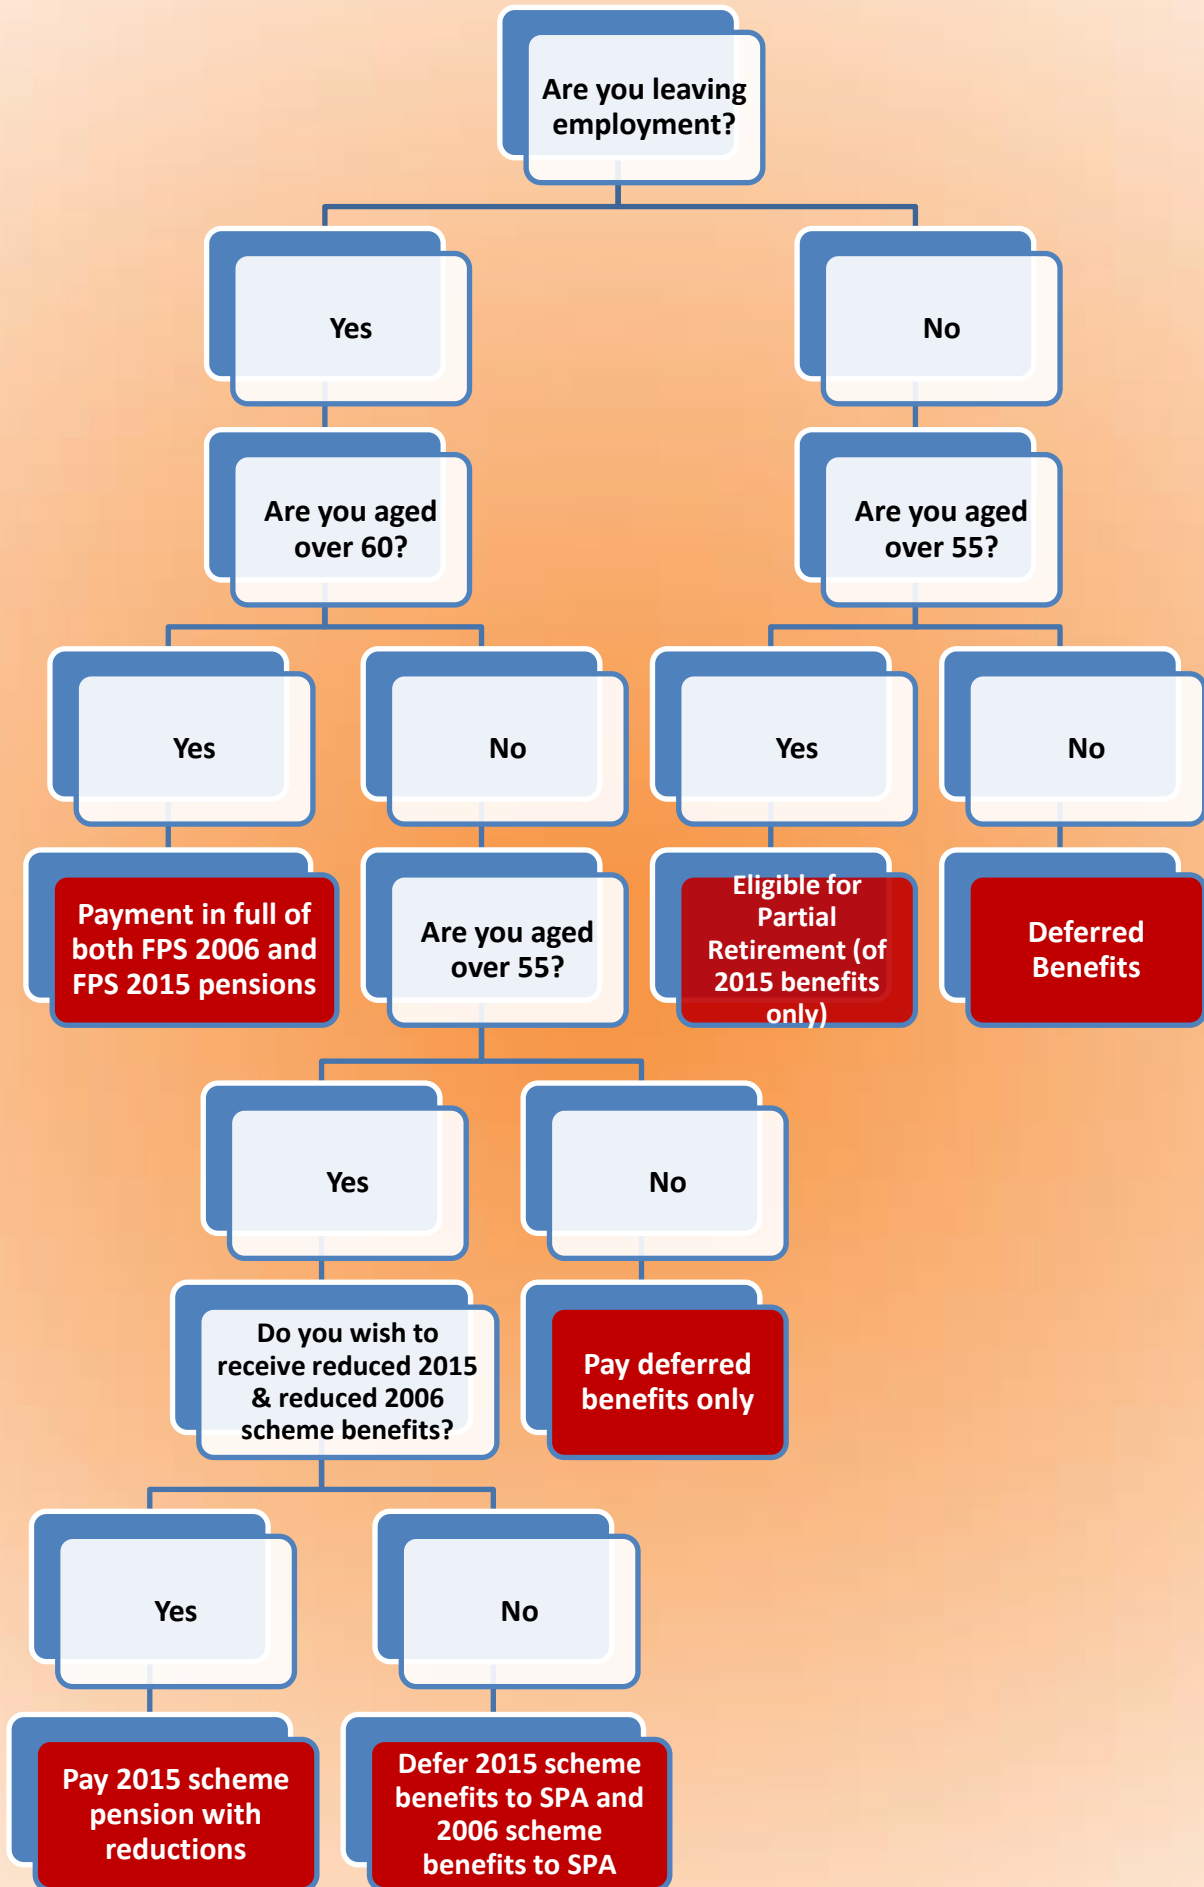 Are you leaving
employment?
Yes
No
Are you aged
over 60?
Are you aged
over 55?
Yes
No
Yes
No
Payment in full of
both FPS 2006 and
FPS 2015 pensions
Are you aged
over 55?
Eligible for
Partial
Retirement (of
2015 benefits
only)
Deferred
Benefits
Yes
No
Do you wish to
receive reduced 2015
& reduced 2006
scheme benefits?
Pay deferred
benefits only
Yes
No
Pay 2015 scheme
pension with
reductions
Defer 2015 scheme
benefits to SPA and
2006 scheme
benefits to SPA